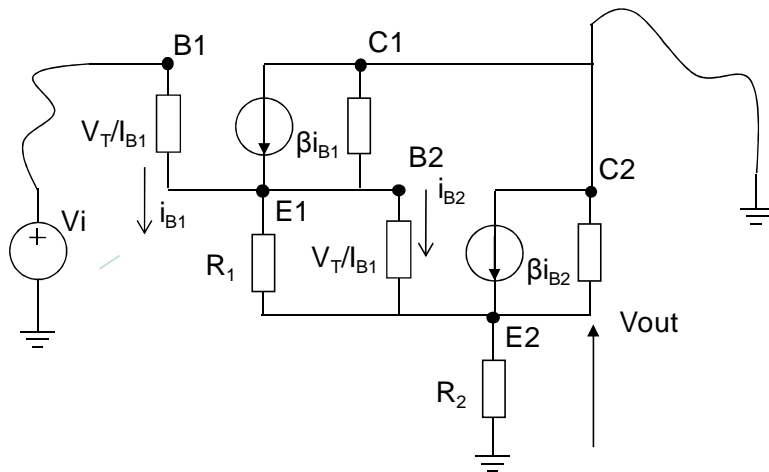 B1
C1
V_T/I_B1
βi_B1
B2
C2
i_B1
E1
i_B2
Vi
+
R_1
V_T/I_B1
βi_B2
E2
Vout
R_2